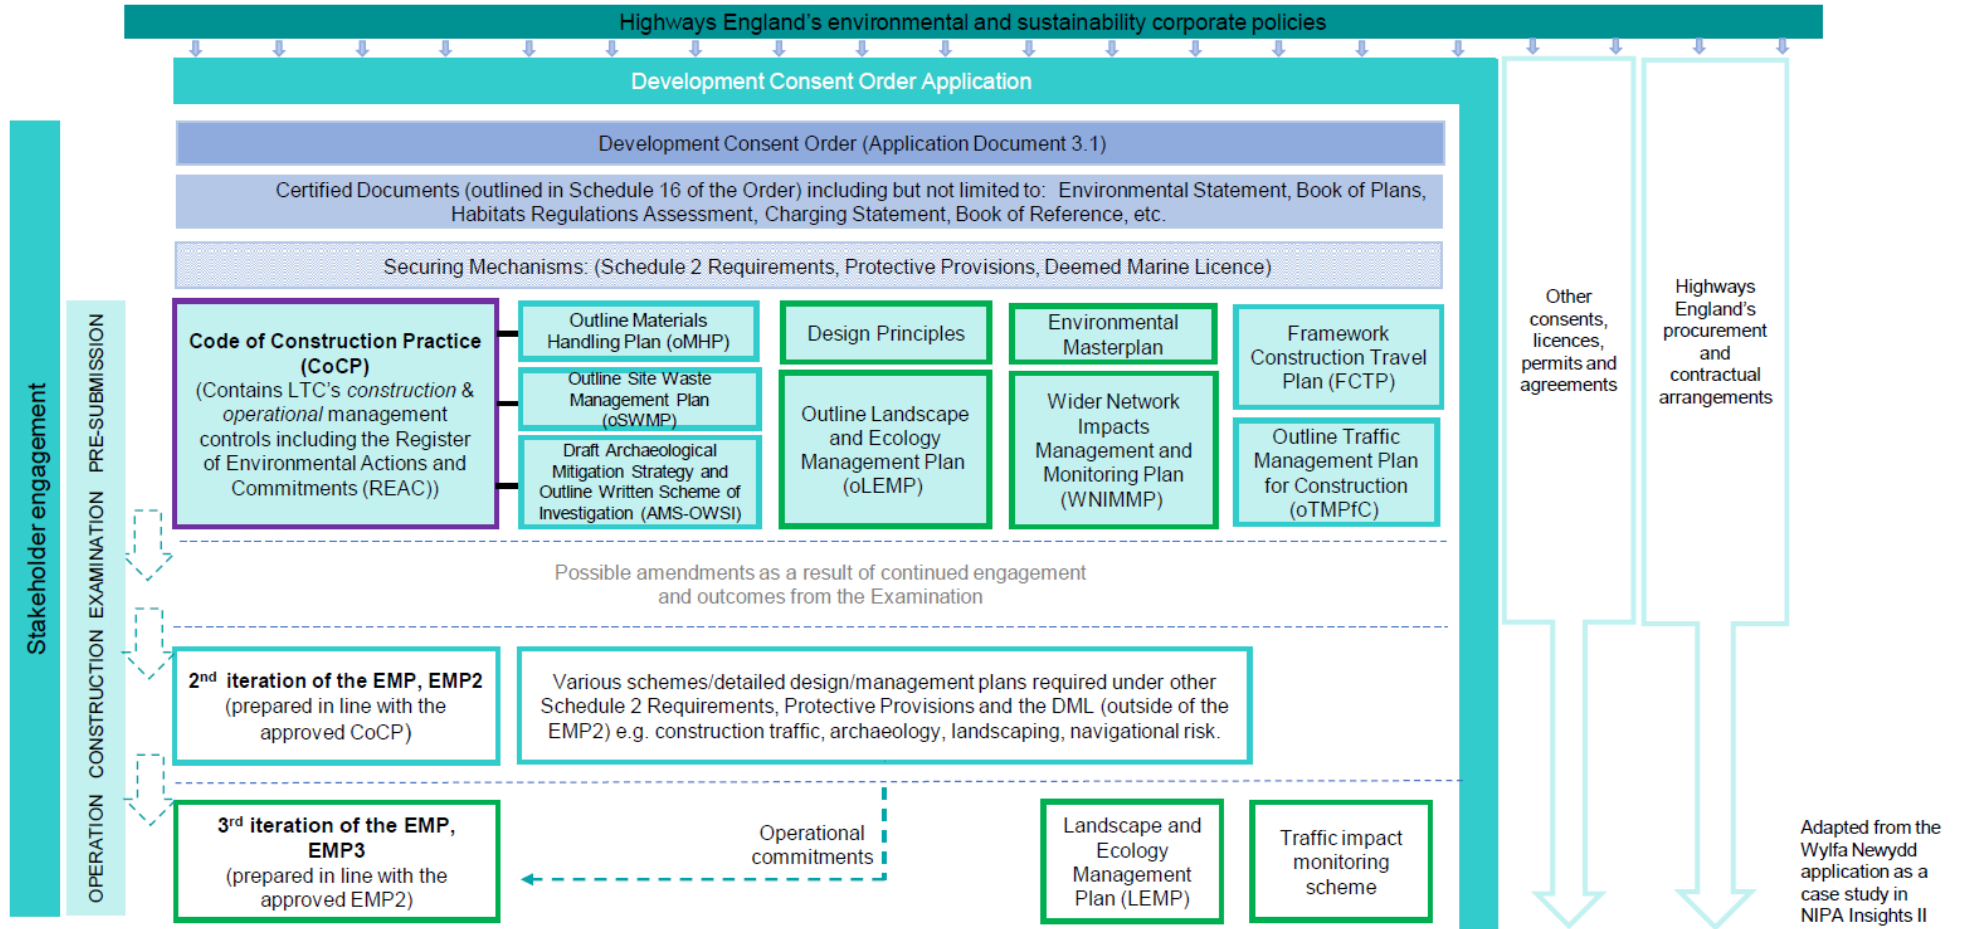 Highways England's environmental and sustainability corporate policies
Development Consent Order Application
Development Consent Order (Application Document 3.1)
Certified Documents (outlined in Schedule 16 of the Order) including but not limited to: Environmental Statement, Book of Plans,
Habitats Regulations Assessment, Charging Statement, Book of Reference, etc.
Securing Mechanisms: (Schedule 2 Requirements, Protective Provisions, Deemed Marine Licence)
Stakeholder engagement
PRE-SUBMISSION
EXAMINATION
CONSTRUCTION
OPERATION
Code of Construction Practice
(CoCP)
(Contains LTC's construction &
operational management
controls including the Register
of Environmental Actions and
Commitments (REAC))
Outline Materials
Handling Plan (oMHP)
Outline Site Waste
Management Plan
(oSWMP)
Draft Archaeological
Mitigation Strategy and
Outline Written Scheme of
Investigation (AMS-OWSI)
Design Principles
Outline Landscape
and Ecology
Management Plan
(oLEMP)
Environmental
Masterplan
Wider Network
Impacts
Management and
Monitoring Plan
(WNIMMP)
Framework
Construction Travel
Plan (FCTP)
Outline Traffic
Management Plan
for Construction
(oTMPfC)
Other
consents,
licences,
permits and
agreements
Highways
England's
procurement
and
contractual
arrangements
Possible amendments as a result of continued engagement
and outcomes from the Examination
2nd iteration of the EMP, EMP2
(prepared in line with the
approved CoCP)
Various schemes/detailed design/management plans required under other
Schedule 2 Requirements, Protective Provisions and the DML (outside of the
EMP2) e.g. construction traffic, archaeology, landscaping, navigational risk.
3rd iteration of the EMP,
EMP3
(prepared in line with the
approved EMP2)
Operational
commitments
Landscape and
Ecology
Management
Plan (LEMP)
Traffic impact
monitoring
scheme
Adapted from the
Wylfa Newydd
application as a
case study in
NIPA Insights II